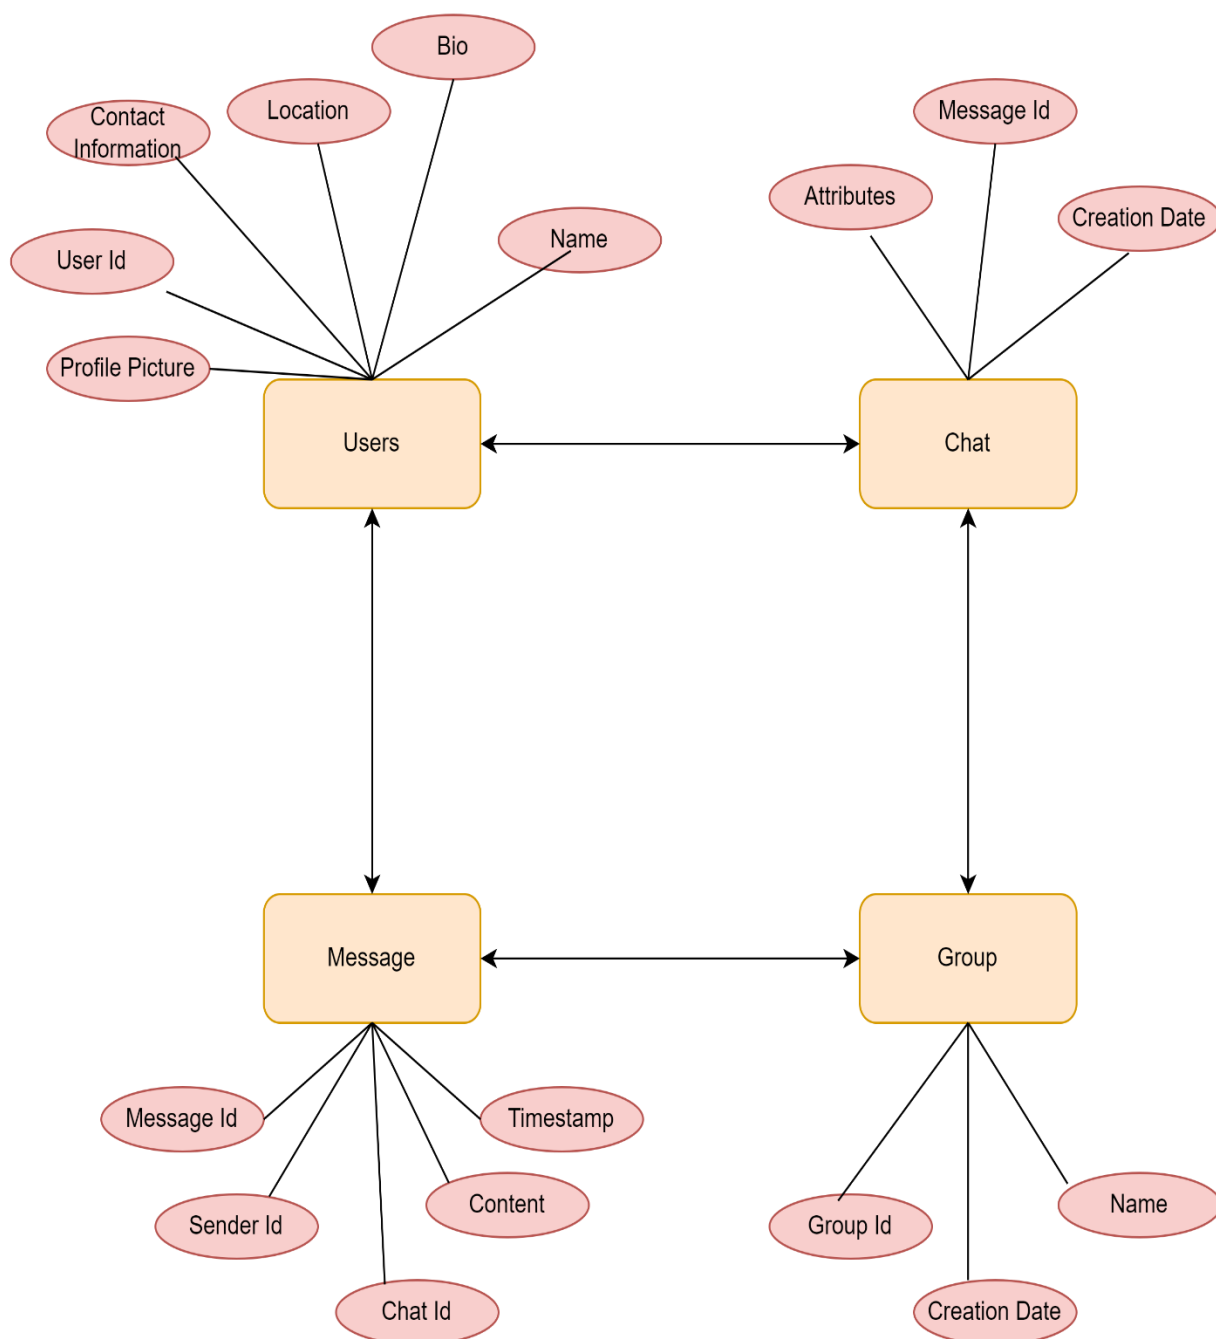 Bio
Location
Contact
Information
Message Id
Attributes
Creation Date
Name
User Id
Profile Picture
Users
Chat
Message
Group
Message Id
Timestamp
Content
Sender Id
Chat Id
Group Id
Name
Creation Date